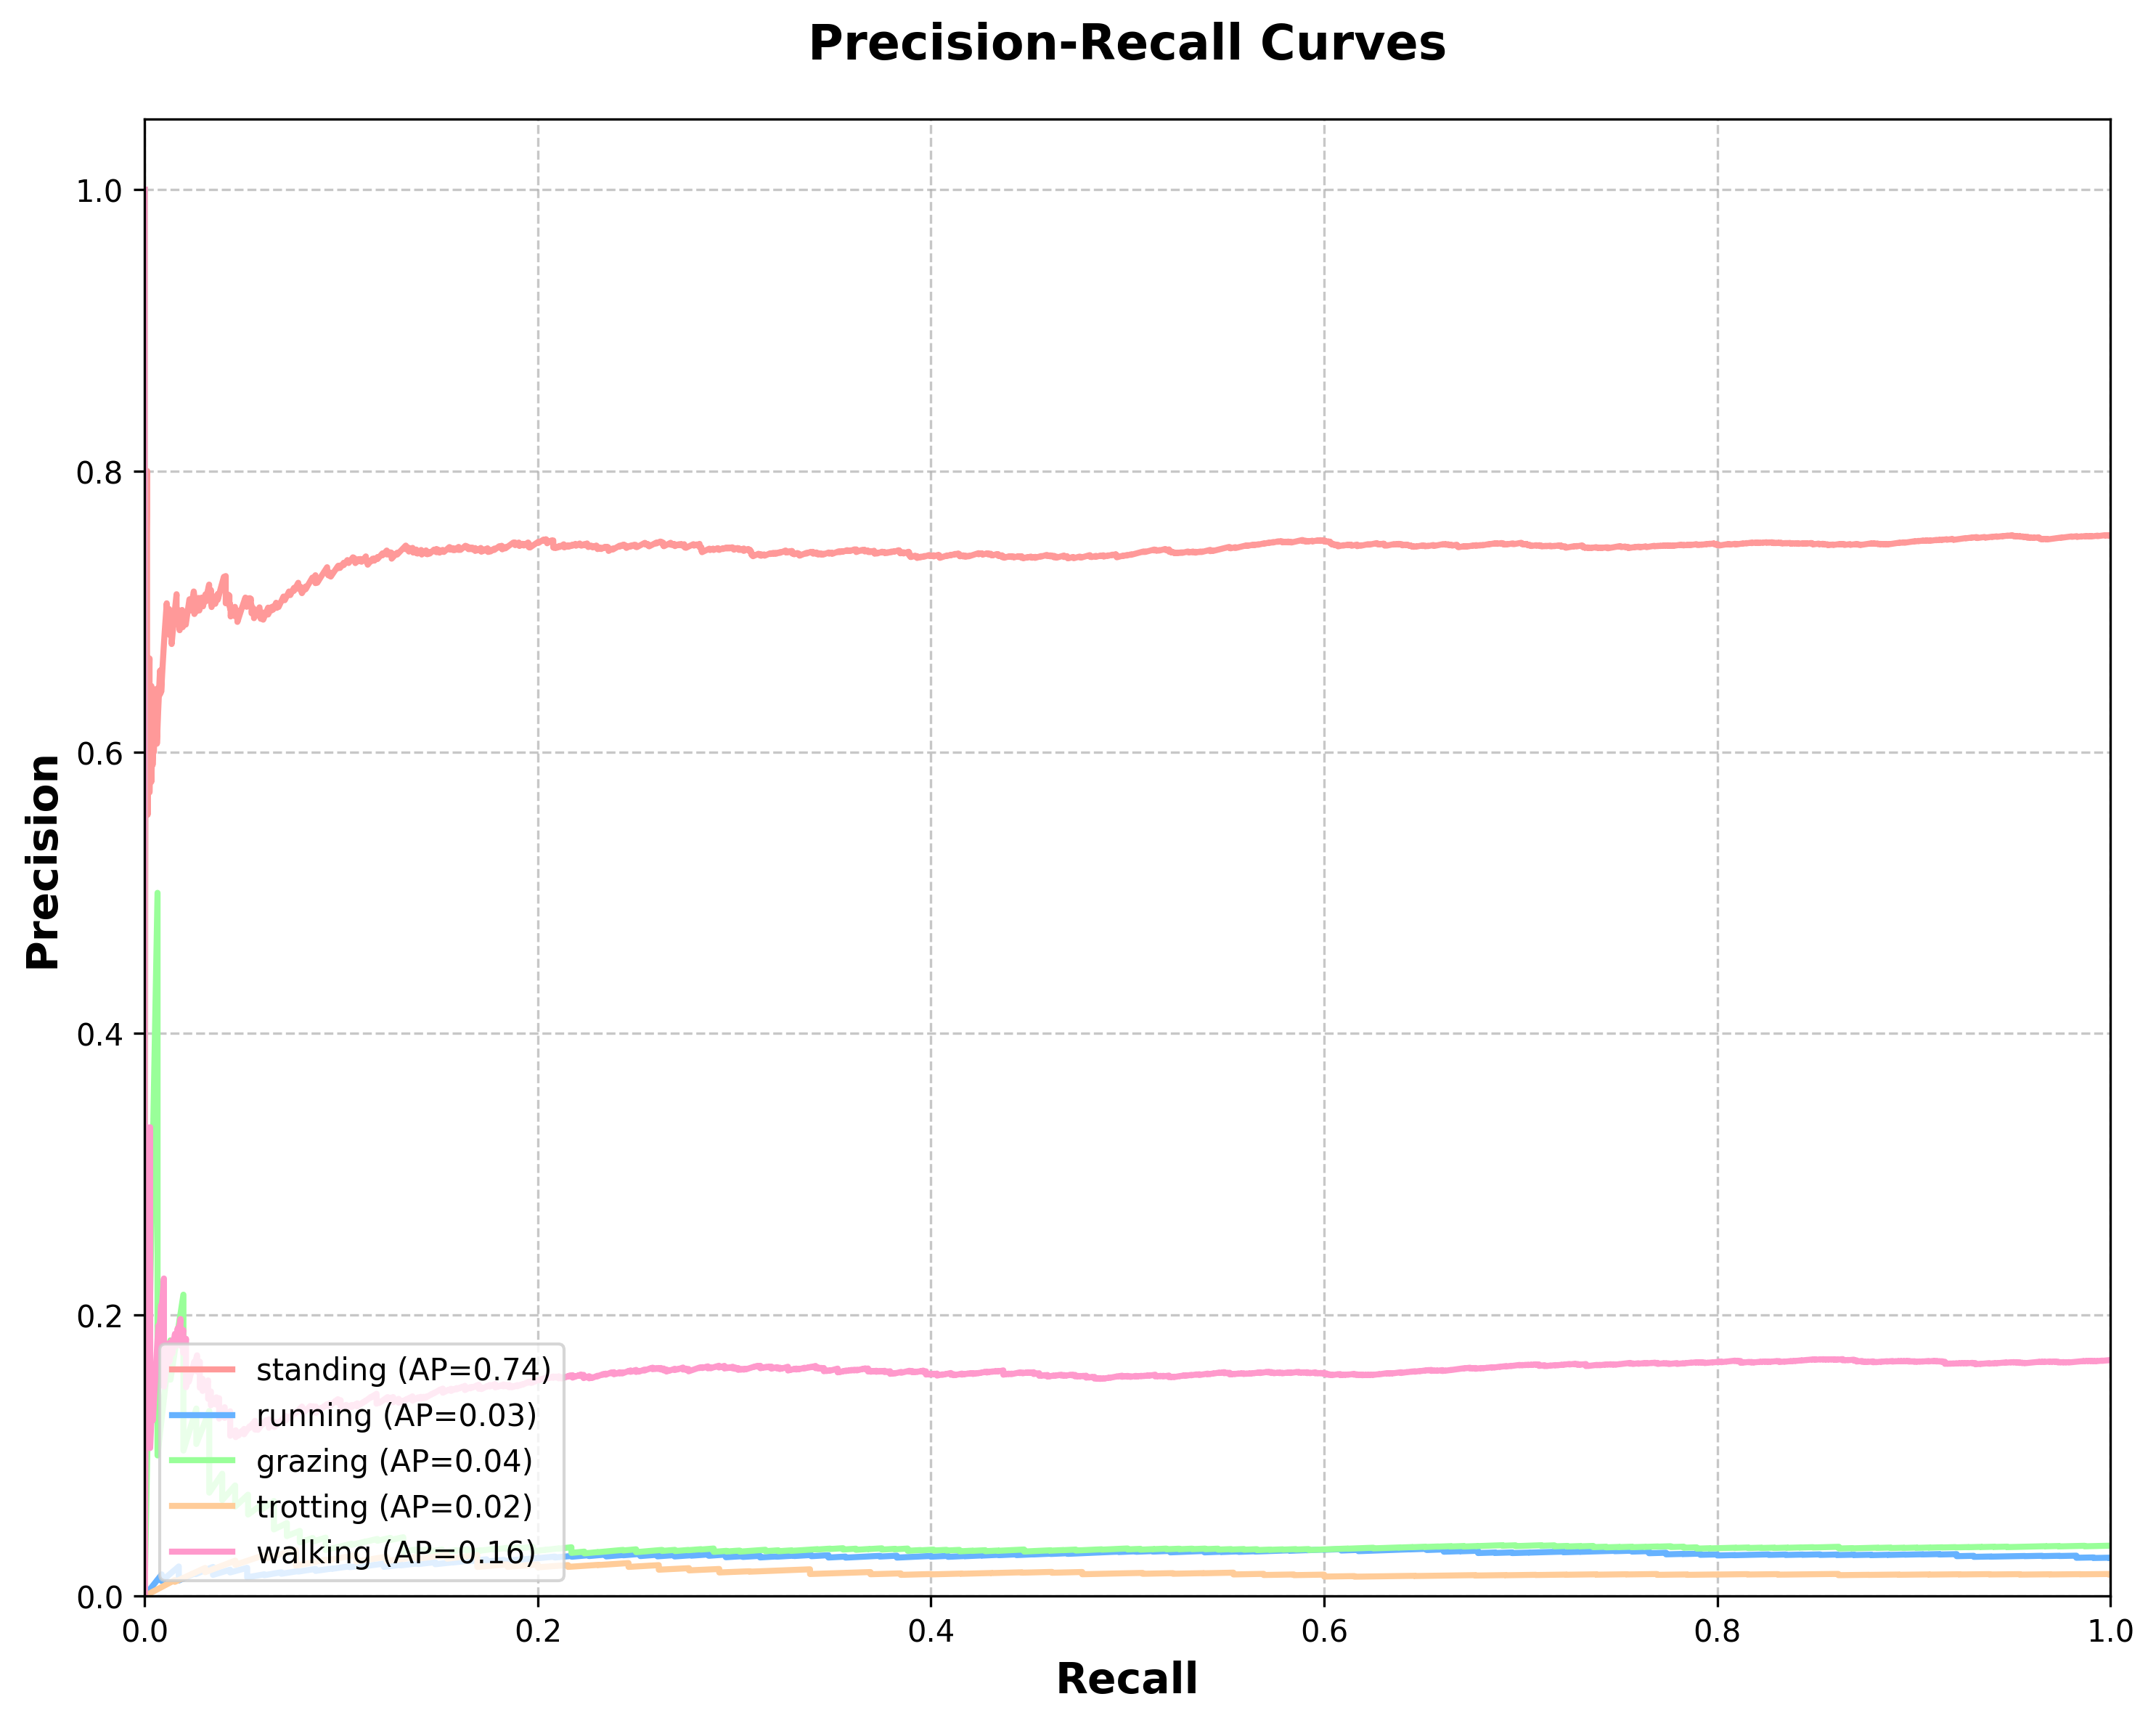 Precision-Recall Curves
Precision
1.0
0.8
0.6
0.4
0.2
0.0
standing (AP=0.74)
running (AP=0.03)
grazing (AP=0.04)
trotting (AP=0.02)
walking (AP=0.16)
0.0 0.2 0.4 0.6 0.8 1.0
Recall